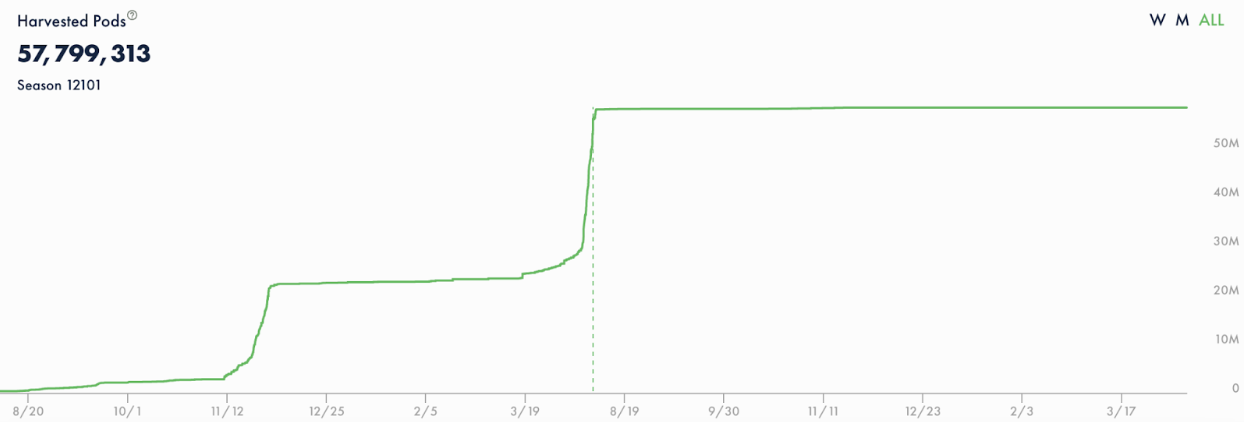 Harvested Pods?
W M ALL
57,799,313
Season 12101
50M
40M
30M
20M
10M
0
8/20 10/1 11/12 12/25 2/5 3/19 8/19 9/30 11/11 12/23 2/3 3/17